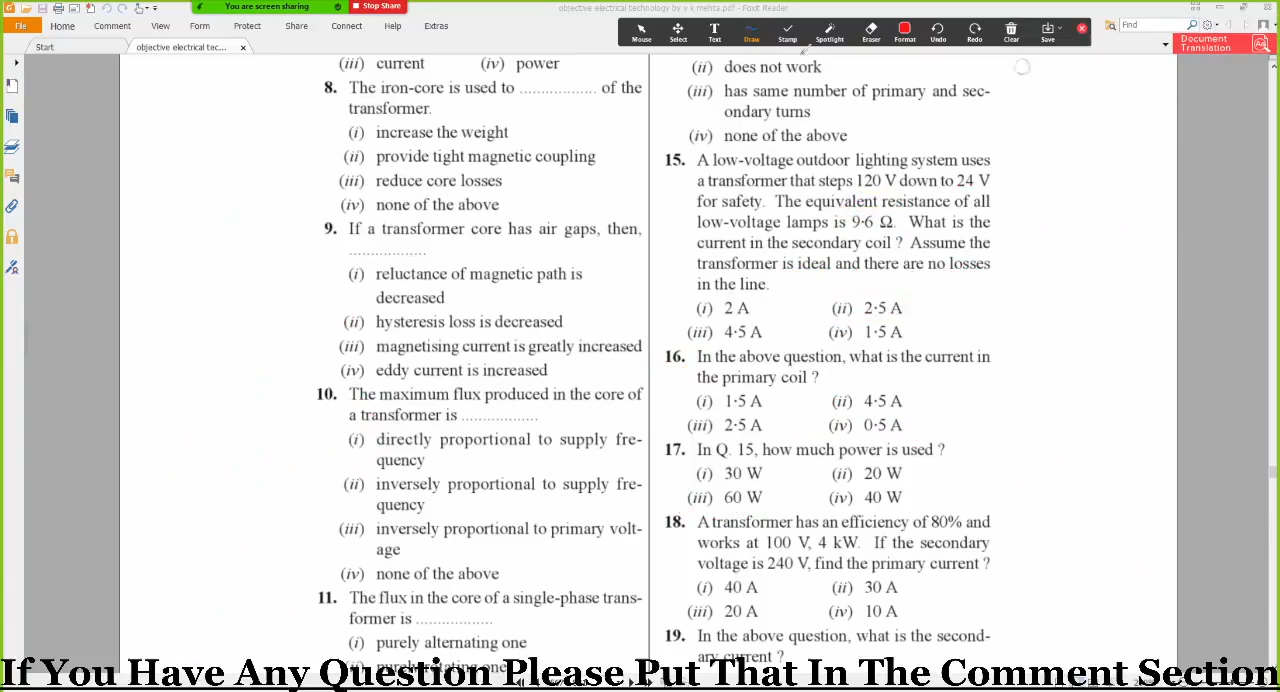 You are screen sharing
Stop Share
objective electrical technology by v k mehta.pdf - Foxit Reader
File Home Comment View Form Protect Share Connect Help Extras
Mouse Select Text Draw Stamp Spotlight Eraser Format Undo Redo Clear Save
Find
Start
objective electrical tec...
Document Translation
(iii) current (iv) power
8. The iron-core is used to .................. of the
transformer.
(i) increase the weight
(ii) provide tight magnetic coupling
(iii) reduce core losses
(iv) none of the above
9. If a transformer core has air gaps, then,
..................
(i) reluctance of magnetic path is
decreased
(ii) hysteresis loss is decreased
(iii) magnetising current is greatly increased
(iv) eddy current is increased
10. The maximum flux produced in the core of
a transformer is ..................
(i) directly proportional to supply fre-
quency
(ii) inversely proportional to supply fre-
quency
(iii) inversely proportional to primary volt-
age
(iv) none of the above
11. The flux in the core of a single-phase trans-
former is ..................
(i) purely alternating one
(ii) purely rotating one
(ii) does not work
(iii) has same number of primary and sec-
ondary turns
(iv) none of the above
15. A low-voltage outdoor lighting system uses
a transformer that steps 120 V down to 24 V
for safety. The equivalent resistance of all
low-voltage lamps is 9·6 Ω. What is the
current in the secondary coil ? Assume the
transformer is ideal and there are no losses
in the line.
(i) 2 A (ii) 2·5 A
(iii) 4·5 A (iv) 1·5 A
16. In the above question, what is the current in
the primary coil ?
(i) 1·5 A (ii) 4·5 A
(iii) 2·5 A (iv) 0·5 A
17. In Q. 15, how much power is used ?
(i) 30 W (ii) 20 W
(iii) 60 W (iv) 40 W
18. A transformer has an efficiency of 80% and
works at 100 V, 4 kW. If the secondary
voltage is 240 V, find the primary current ?
(i) 40 A (ii) 30 A
(iii) 20 A (iv) 10 A
19. In the above question, what is the second-
ary current ?
If You Have Any Question Please Put That In The Comment Section